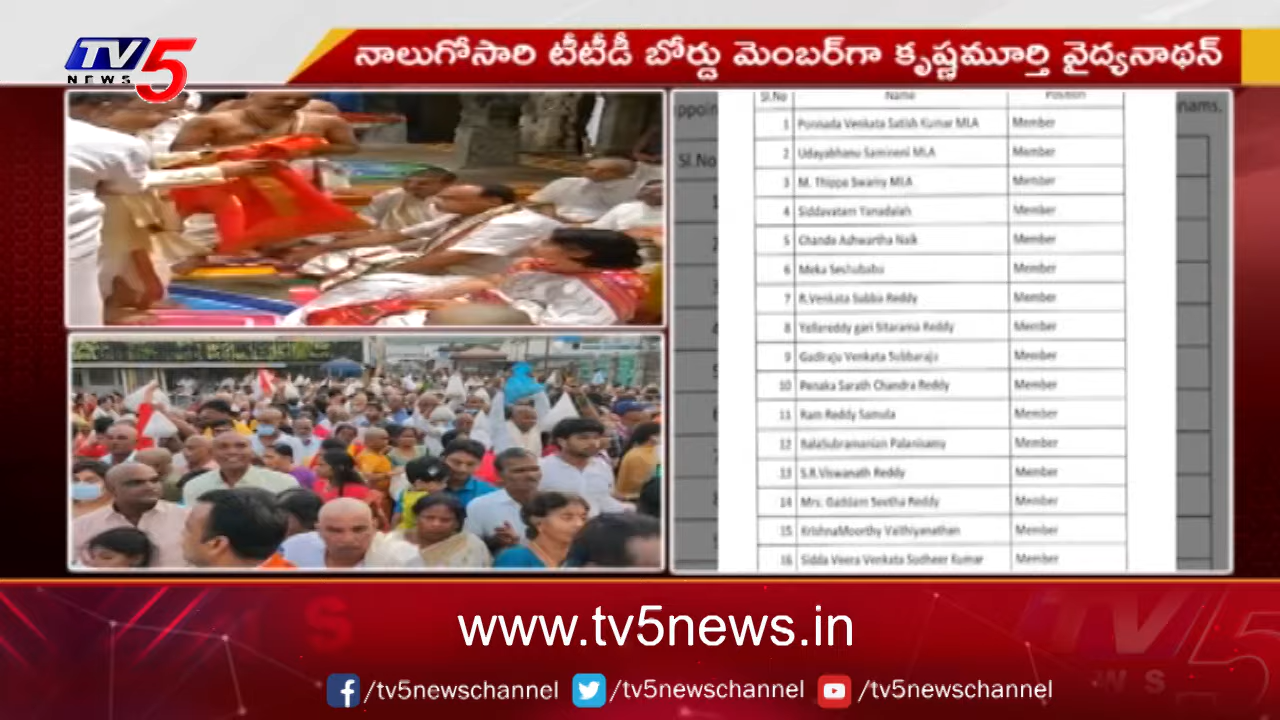 TV5
NEWS
నాలుగోసారి టీటీడీ బోర్డు మెంబర్‌గా కృష్ణమూర్తి వైద్యనాథన్
Sl.No Name Position
1 Ponnada Venkata Satish Kumar MLA Member
2 Udayabhanu Samineni MLA Member
3 M. Thippe Swamy MLA Member
4 Siddavatam Yanadaiah Member
5 Chanda Ashwartha Naik Member
6 Meka Seshubabu Member
7 R.Venkata Subba Reddy Member
8 Yellareddy gari Sitarama Reddy Member
9 Gadiraju Venkata Subbaraju Member
10 Penaka Sarath Chandra Reddy Member
11 Ram Reddy Samula Member
12 BalaSubramanian Palanisamy Member
13 S.R.Viswanath Reddy Member
14 Mrs. Gaddam Seetha Reddy Member
15 KrishnaMoorthy Vaithiyanathan Member
16 Sidda Veera Venkata Sudheer Kumar Member
Sl.No
www.tv5news.in
/tv5newschannel /tv5newschannel /tv5newschannel